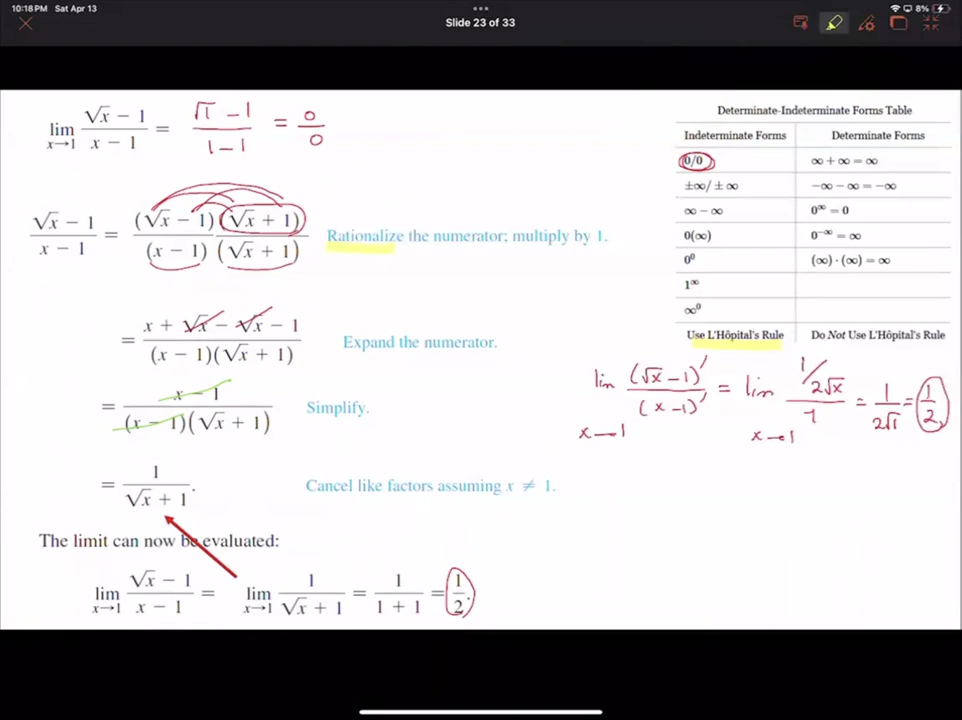 10:18 PM Sat Apr 13
8%
Slide 23 of 33
lim x→1 (√x − 1)/(x − 1) = (√1 − 1)/(1 − 1) = 0/0
(√x − 1)/(x − 1) = (√x − 1)(√x + 1)/(x − 1)(√x + 1) Rationalize the numerator; multiply by 1.
= (x + √x − √x − 1)/(x − 1)(√x + 1) Expand the numerator.
= (x − 1)/(x − 1)(√x + 1) Simplify.
= 1/(√x + 1). Cancel like factors assuming x ≠ 1.
The limit can now be evaluated:
lim x→1 (√x − 1)/(x − 1) = lim x→1 1/(√x + 1) = 1/(1 + 1) = 1/2.
Determinate-Indeterminate Forms Table
Indeterminate Forms Determinate Forms
0/0 ∞ + ∞ = ∞
±∞/ ± ∞ −∞ − ∞ = −∞
∞ − ∞ 0^∞ = 0
0(∞) 0^−∞ = ∞
0^0 (∞) · (∞) = ∞
1^∞
∞^0
Use L'Hôpital's Rule Do Not Use L'Hôpital's Rule
lim x→1 (√x − 1)'/(x − 1)' = lim x→1 (1/2√x)/1 = 1/2√1 = 1/2